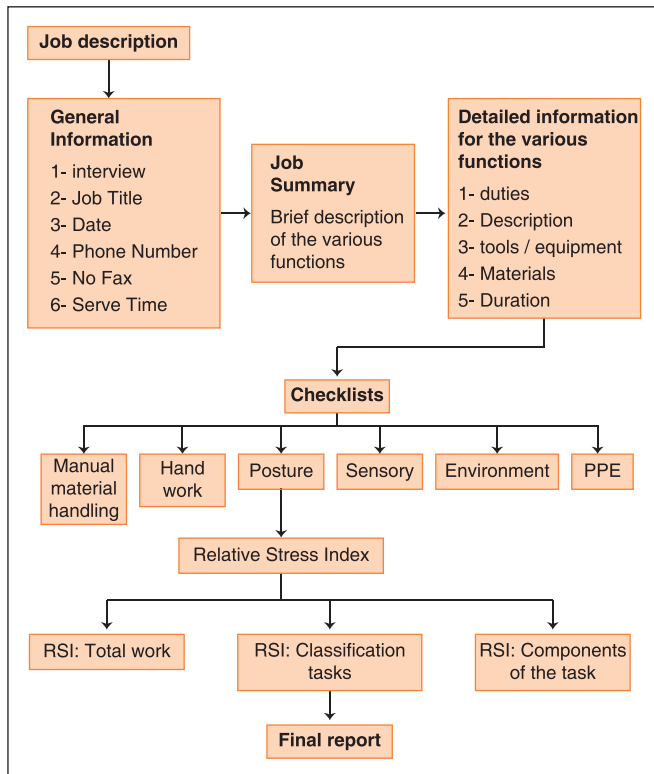 Job description
General
Information
1- interview
2- Job Title
3- Date
4- Phone Number
5- No Fax
6- Serve Time
Job
Summary
Brief description
of the various
functions
Detailed information
for the various
functions
1- duties
2- Description
3- tools / equipment
4- Materials
5- Duration
Checklists
Manual
material
handling
Hand
work
Posture
Sensory
Environment
PPE
Relative Stress Index
RSI: Total work
RSI: Classification
tasks
RSI: Components
of the task
Final report